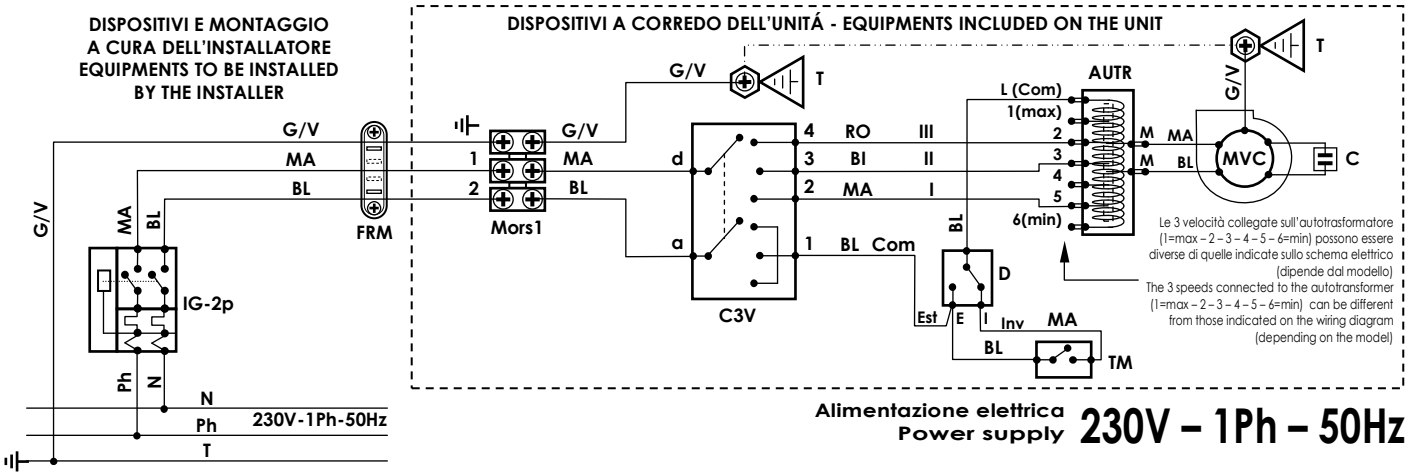 DISPOSITIVI E MONTAGGIO
A CURA DELL'INSTALLATORE
EQUIPMENTS TO BE INSTALLED
BY THE INSTALLER
DISPOSITIVI A CORREDO DELL'UNITÁ - EQUIPMENTS INCLUDED ON THE UNIT
G/V
T
T
G/V
AUTR
L (Com)
1(max)
2
3
4
5
6(min)
M
MA
M
BL
MVC
C
G/V
MA
BL
FRM
1
2
Mors1
G/V
MA
BL
d
a
C3V
4
RO
III
3
BI
II
2
MA
I
1
BL
Com
BL
D
Est
E
I
Inv
MA
BL
TM
G/V
MA
BL
IG-2p
Ph
N
N
Ph
T
230V-1Ph-50Hz
Le 3 velocità collegate sull'autotrasformatore
(1=max – 2 – 3 – 4 – 5 – 6=min) possono essere
diverse di quelle indicate sullo schema elettrico
(dipende dal modello)
The 3 speeds connected to the autotransformer
(1=max – 2 – 3 – 4 – 5 – 6=min) can be different
from those indicated on the wiring diagram
(depending on the model)
Alimentazione elettrica
Power supply
230V – 1Ph – 50Hz